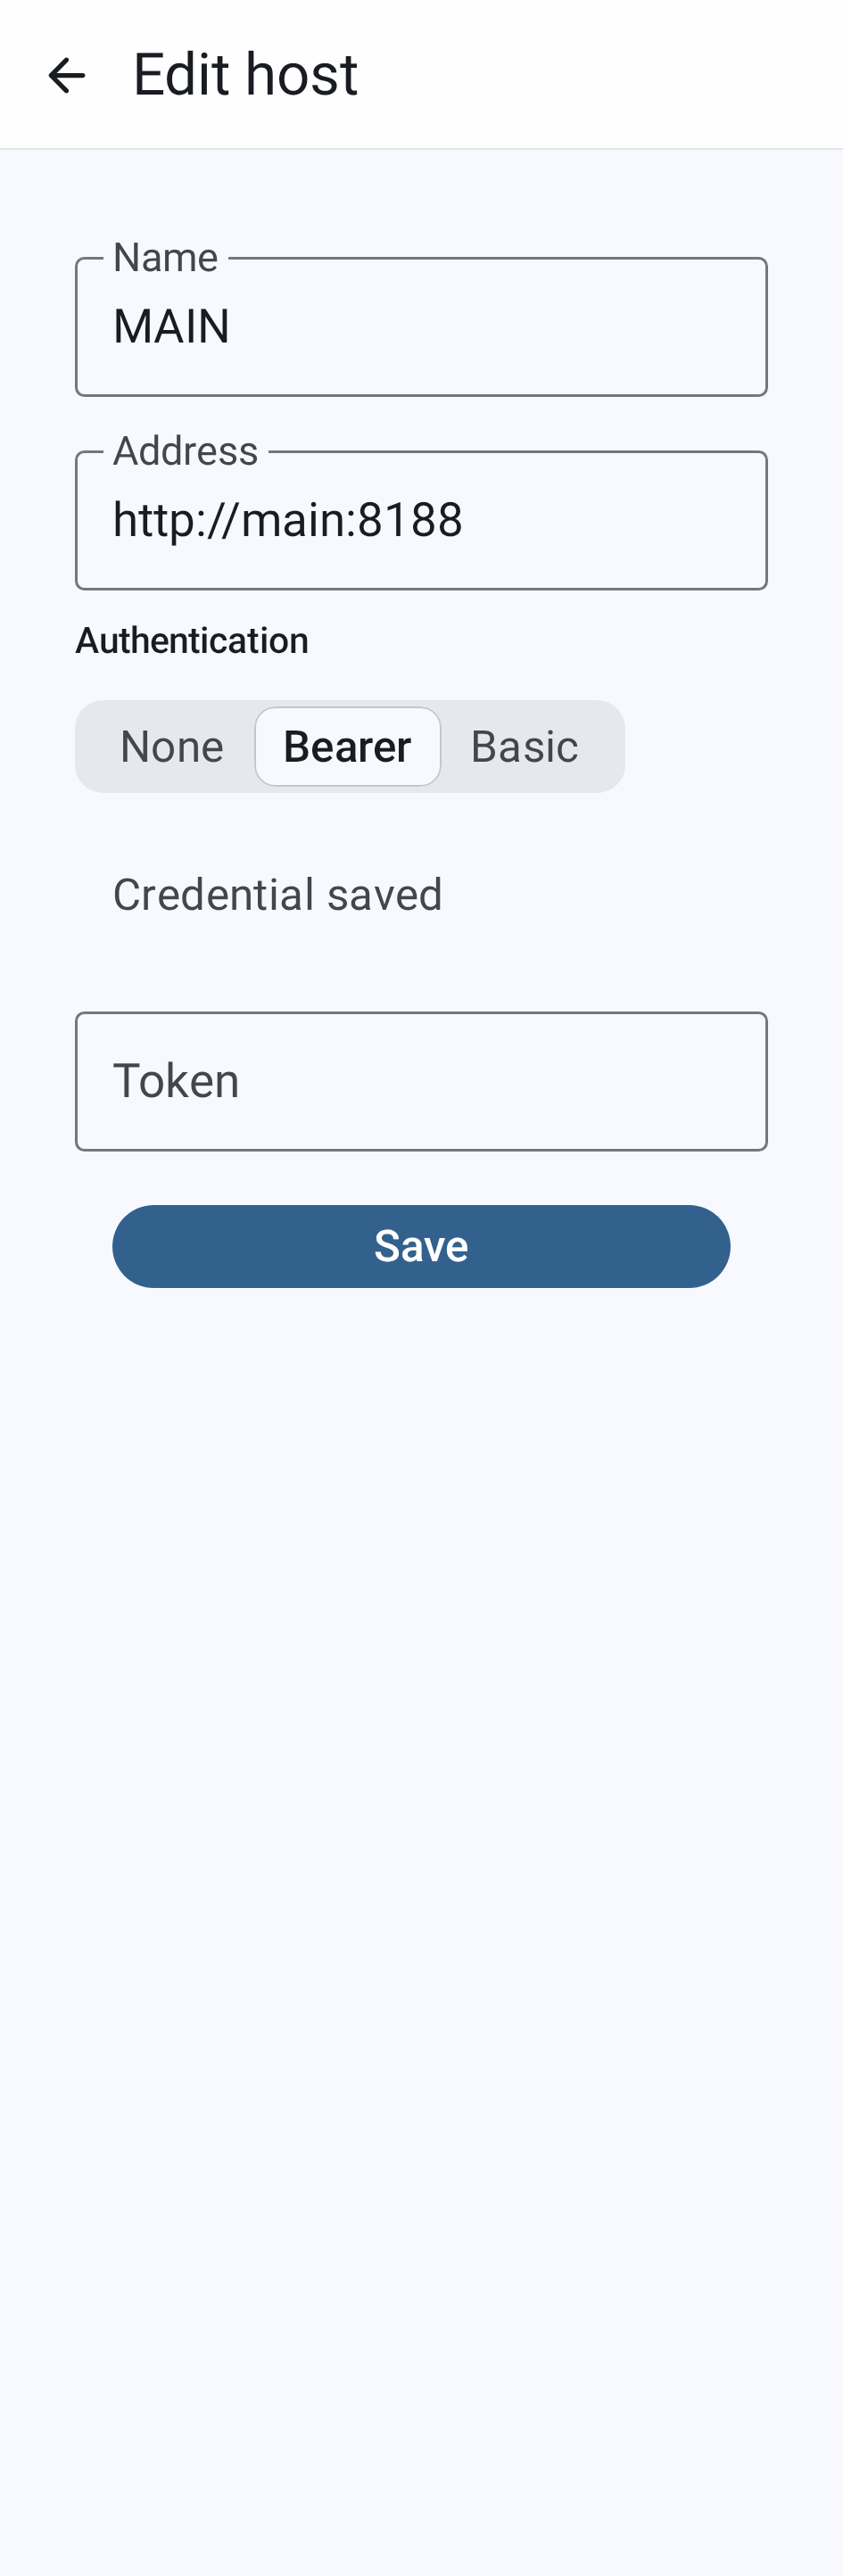 Edit host
Name
MAIN
Address
http://main:8188
Authentication
None Bearer Basic
Credential saved
Token
Save